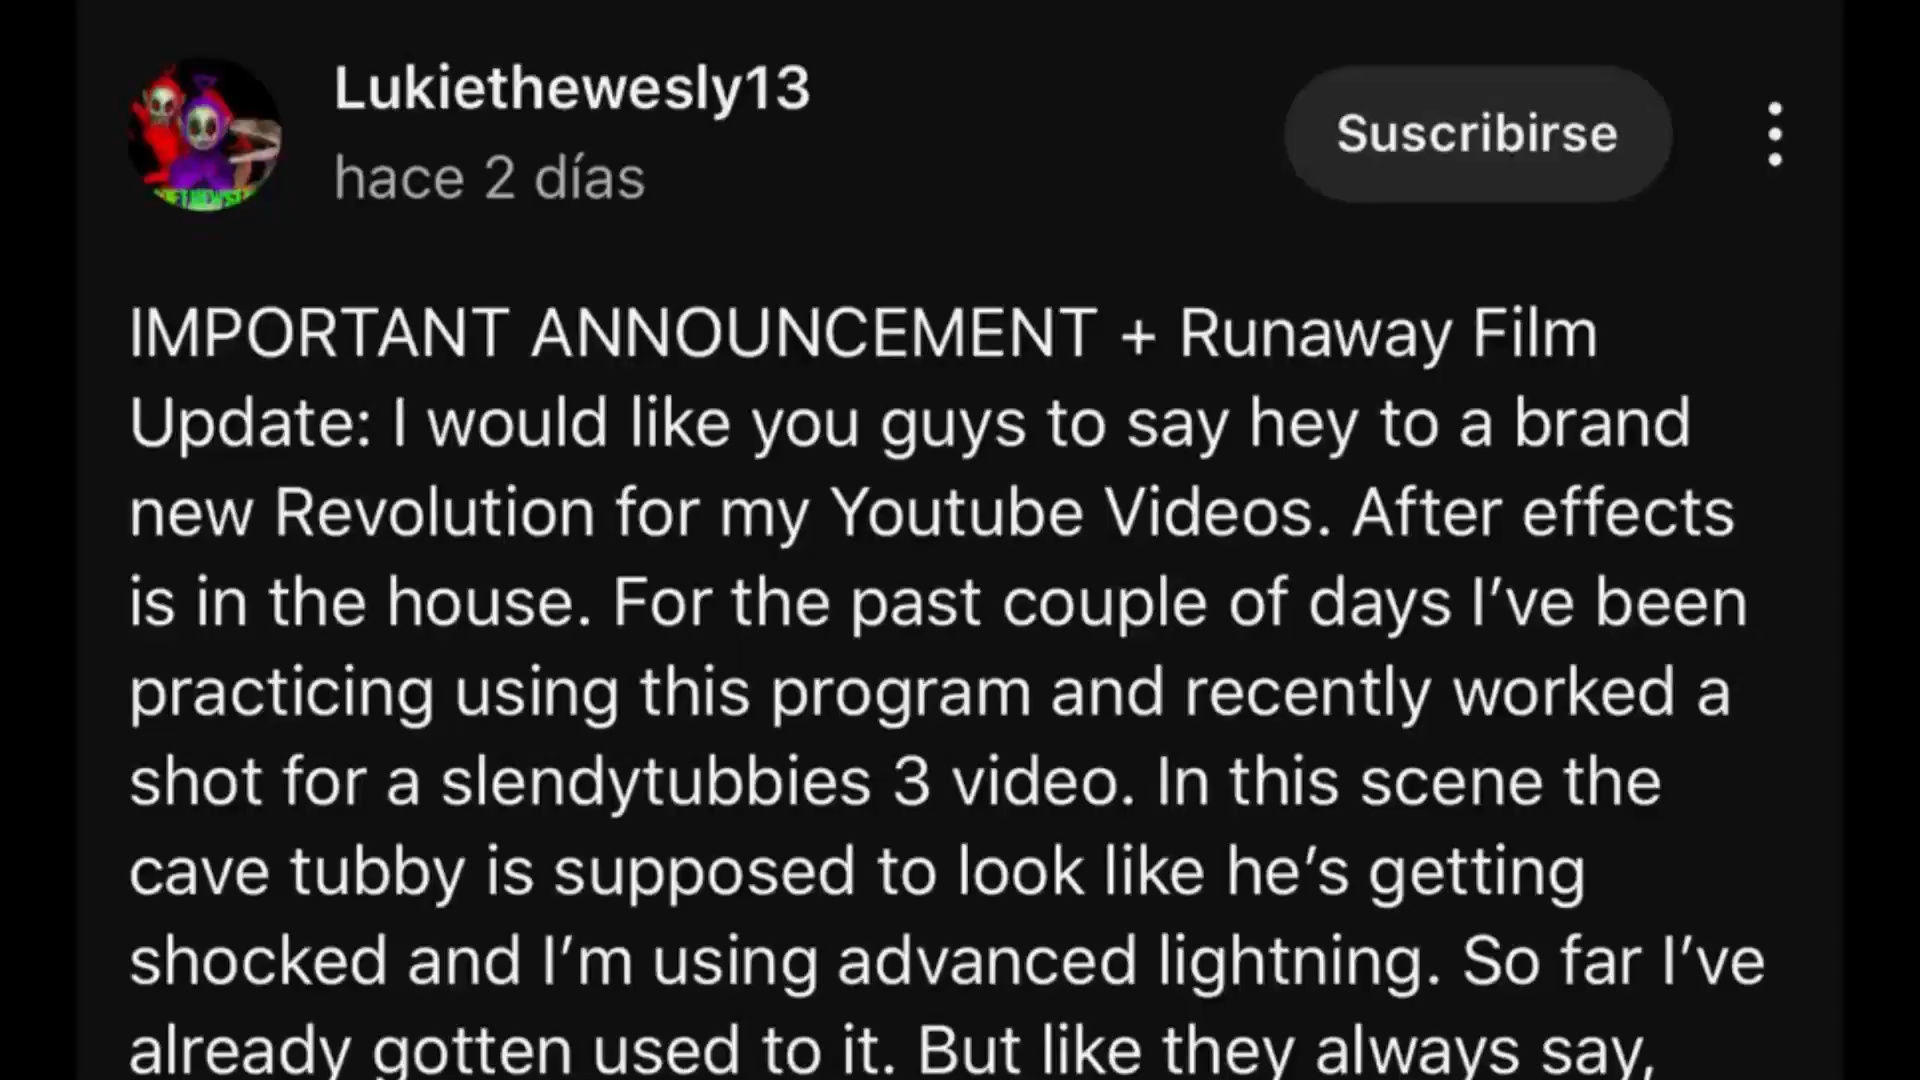 Lukiethewesly13
hace 2 días
Suscribirse
IMPORTANT ANNOUNCEMENT + Runaway Film
Update: I would like you guys to say hey to a brand
new Revolution for my Youtube Videos. After effects
is in the house. For the past couple of days I’ve been
practicing using this program and recently worked a
shot for a slendytubbies 3 video. In this scene the
cave tubby is supposed to look like he’s getting
shocked and I’m using advanced lightning. So far I’ve
already gotten used to it. But like they always say,